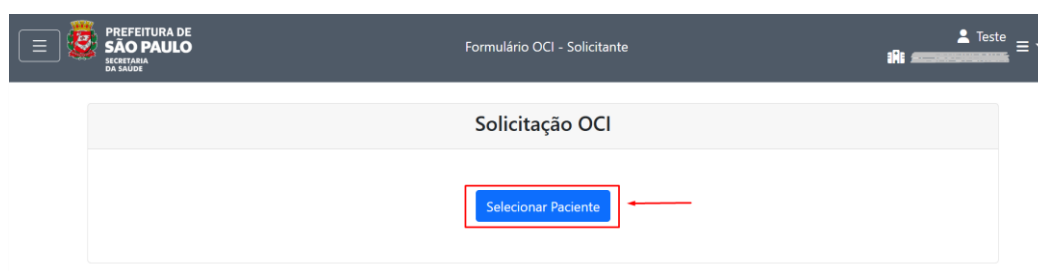 PREFEITURA DE
SÃO PAULO
SECRETARIA
DA SAÚDE
Formulário OCI - Solicitante
Teste
Solicitação OCI
Selecionar Paciente